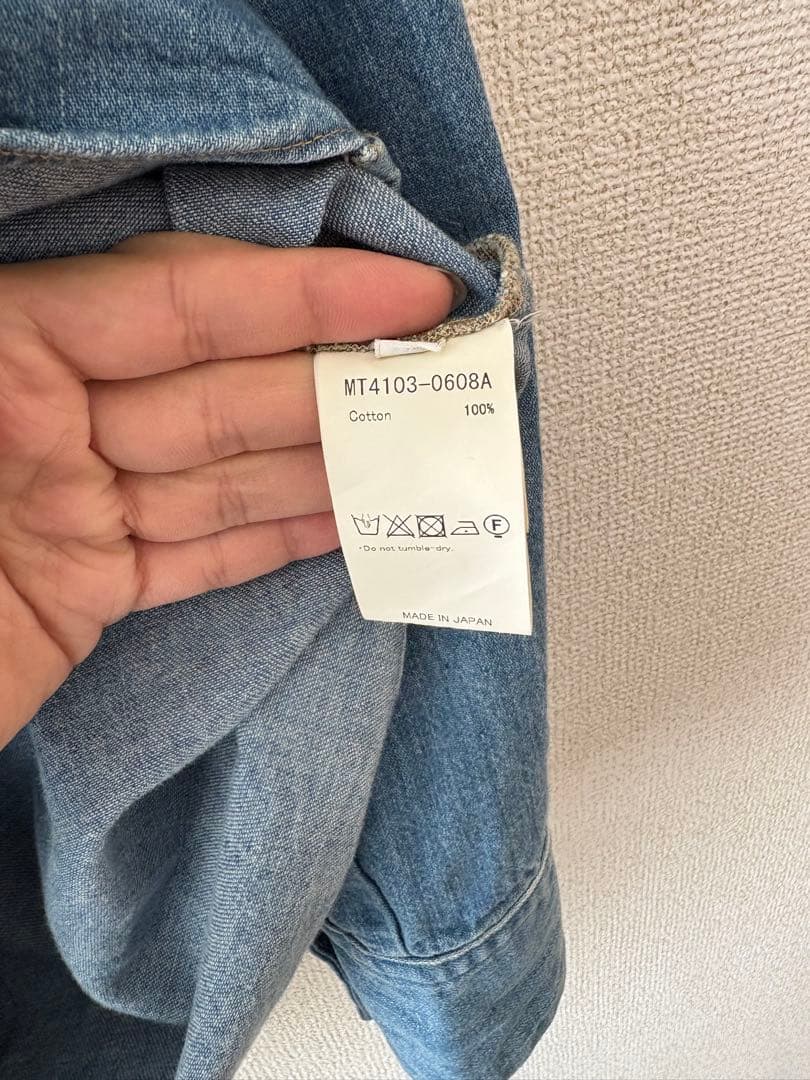 MT4103-0608A
Cotton 100%
F
*Do not tumble-dry.
MADE IN JAPAN